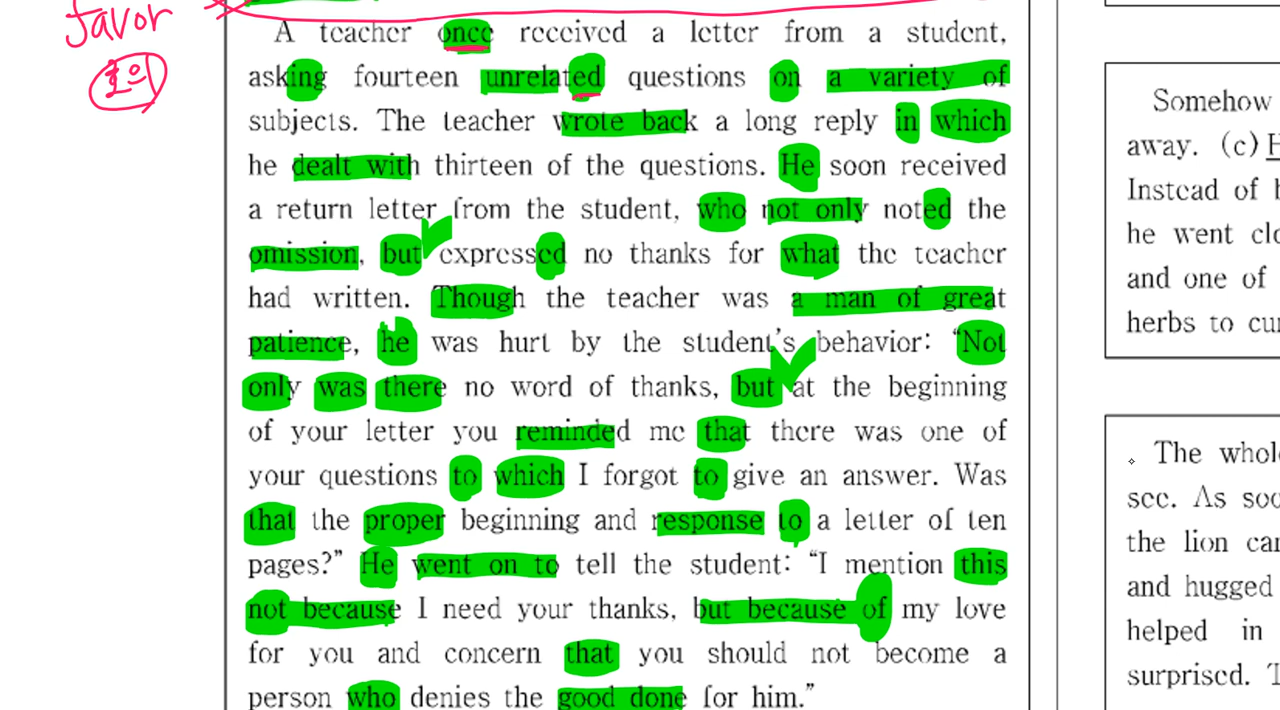 favor
호의
A teacher once received a letter from a student,
asking fourteen unrelated questions on a variety of
subjects. The teacher wrote back a long reply in which
he dealt with thirteen of the questions. He soon received
a return letter from the student, who not only noted the
omission, but expressed no thanks for what the teacher
had written. Though the teacher was a man of great
patience, he was hurt by the student's behavior: “Not
only was there no word of thanks, but at the beginning
of your letter you reminded me that there was one of
your questions to which I forgot to give an answer. Was
that the proper beginning and response to a letter of ten
pages?” He went on to tell the student: “I mention this
not because I need your thanks, but because of my love
for you and concern that you should not become a
person who denies the good done for him.”
Somehow
away. (c) H
Instead of
he went clo
and one of
herbs to cu
The whol
see. As soo
the lion ca
and hugged
helped in
surprised. T